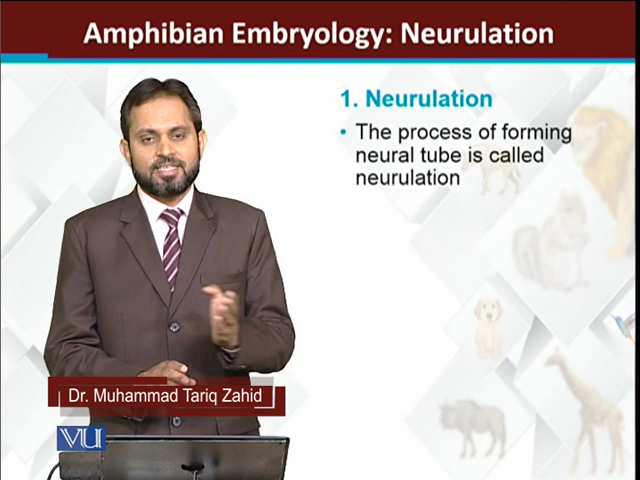 Amphibian Embryology: Neurulation
1. Neurulation
• The process of forming
neural tube is called
neurulation
Dr. Muhammad Tariq Zahid
VU